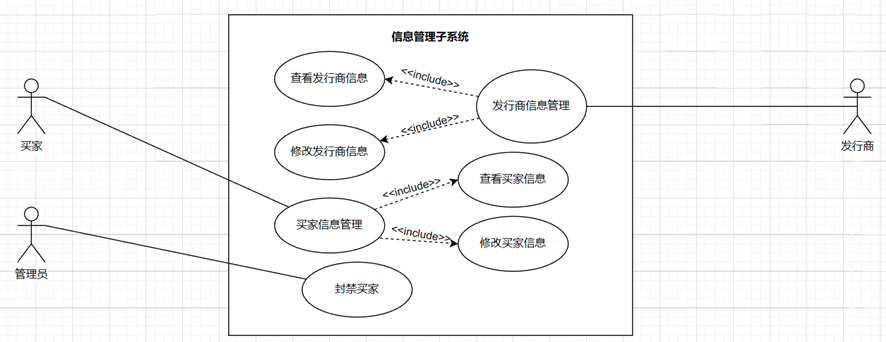 信息管理子系统
查看发行商信息
<<include>>
发行商信息管理
买家
发行商
<<include>>
修改发行商信息
查看买家信息
<<include>>
买家信息管理
<<include>>
修改买家信息
管理员
封禁买家